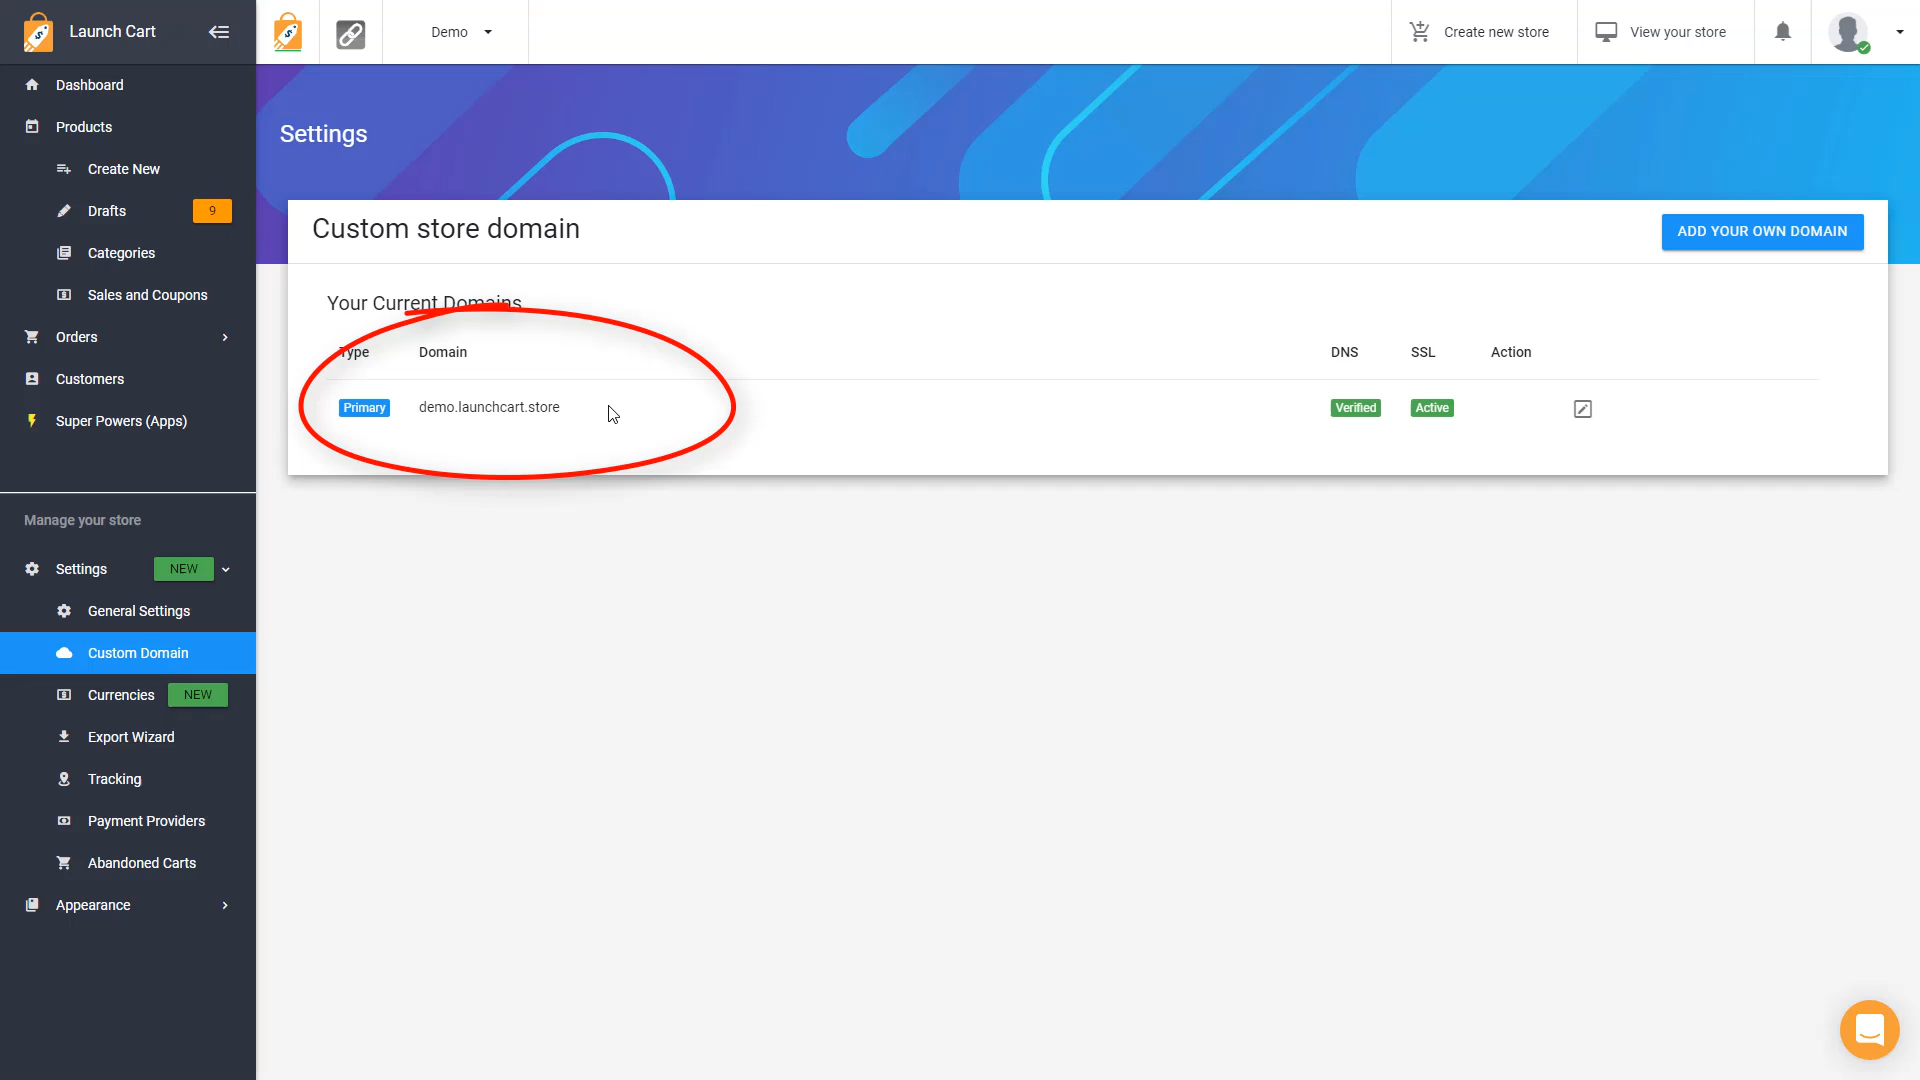 Launch Cart
Demo
Create new store
View your store
Dashboard
Products
Create New
Drafts 9
Categories
Sales and Coupons
Orders
Customers
Super Powers (Apps)
Manage your store
Settings NEW
General Settings
Custom Domain
Currencies NEW
Export Wizard
Tracking
Payment Providers
Abandoned Carts
Appearance
Settings
Custom store domain
ADD YOUR OWN DOMAIN
Your Current Domains
Type Domain DNS SSL Action
Primary demo.launchcart.store Verified Active